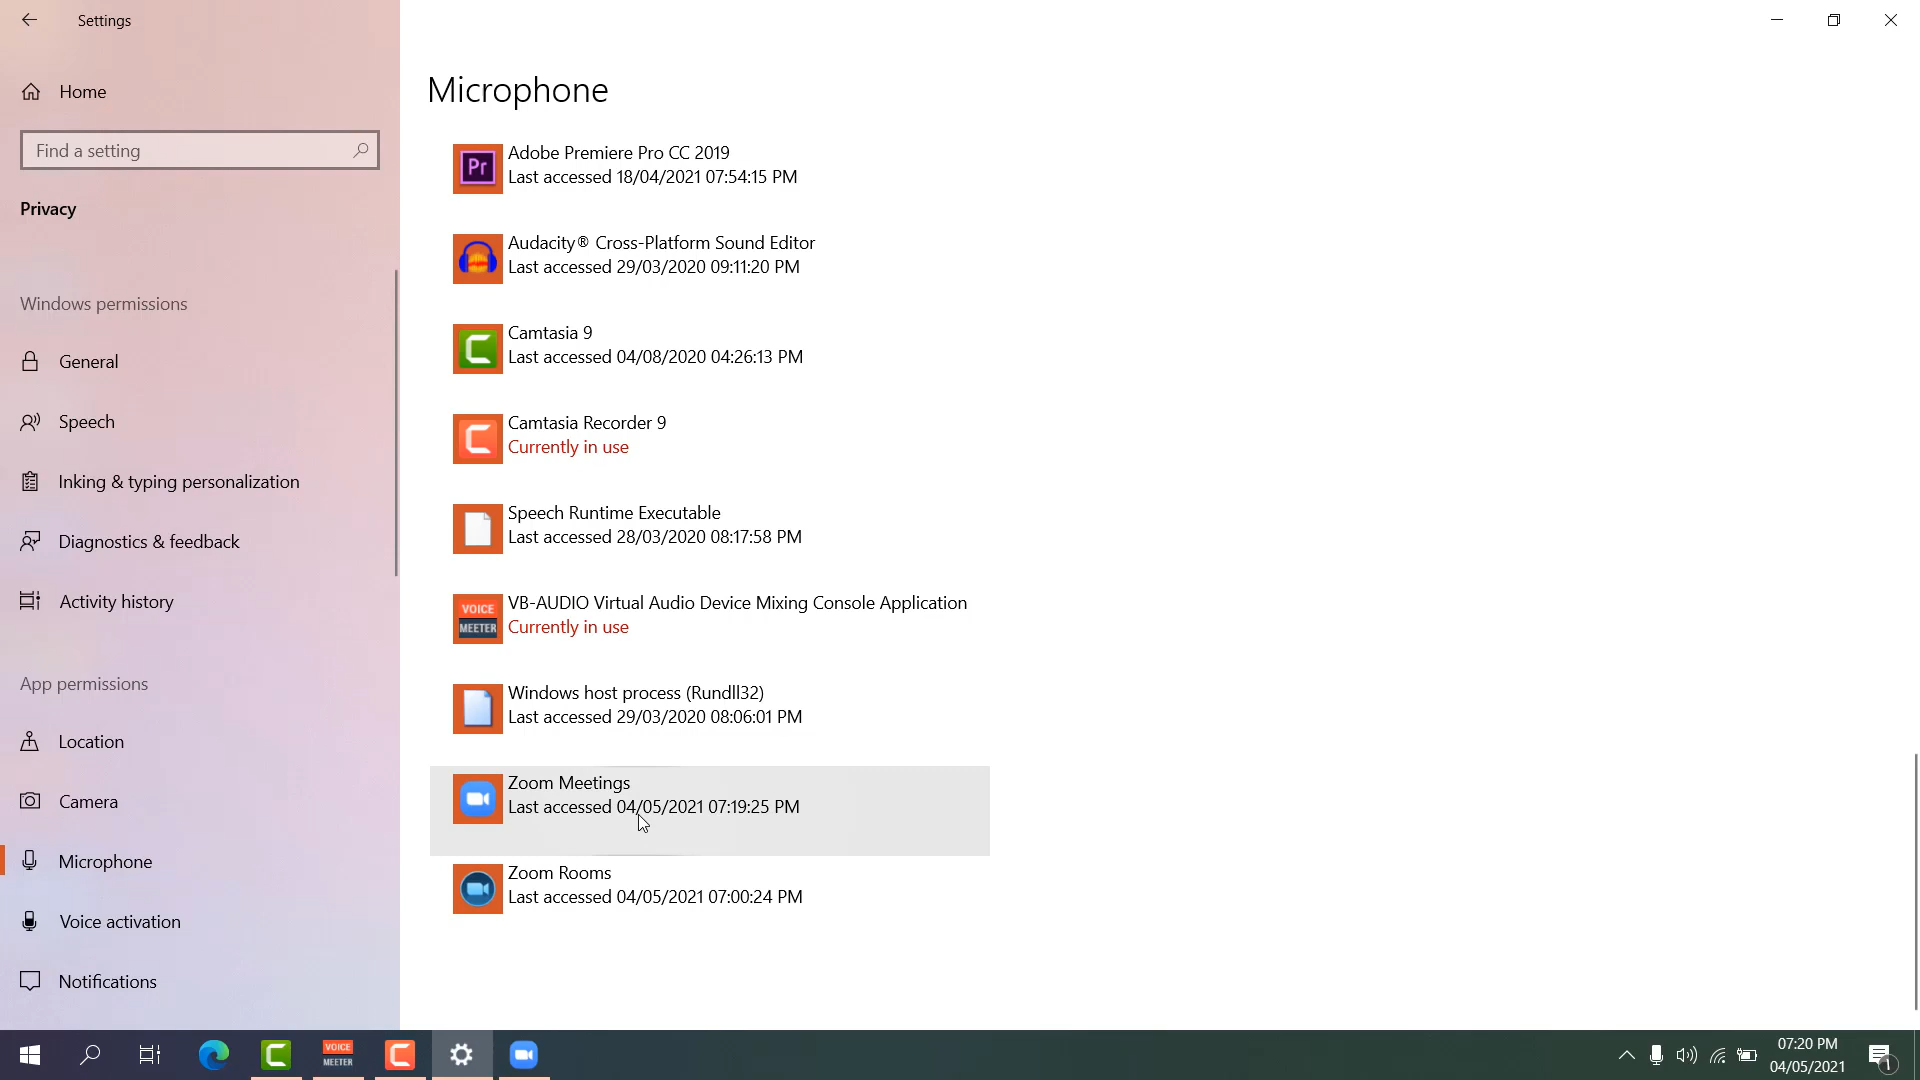 Settings
Home
Find a setting
Privacy
Windows permissions
General
Speech
Inking & typing personalization
Diagnostics & feedback
Activity history
App permissions
Location
Camera
Microphone
Voice activation
Notifications
Microphone
Pr
Adobe Premiere Pro CC 2019
Last accessed 18/04/2021 07:54:15 PM
Audacity® Cross-Platform Sound Editor
Last accessed 29/03/2020 09:11:20 PM
Camtasia 9
Last accessed 04/08/2020 04:26:13 PM
Camtasia Recorder 9
Currently in use
Speech Runtime Executable
Last accessed 28/03/2020 08:17:58 PM
VOICE
MEETER
VB-AUDIO Virtual Audio Device Mixing Console Application
Currently in use
Windows host process (Rundll32)
Last accessed 29/03/2020 08:06:01 PM
Zoom Meetings
Last accessed 04/05/2021 07:19:25 PM
Zoom Rooms
Last accessed 04/05/2021 07:00:24 PM
VOICE
MEETER
07:20 PM
04/05/2021
1